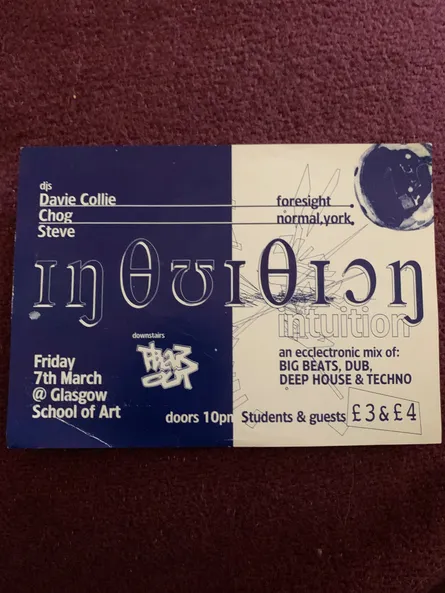 djs
Davie Collie foresight
Chog normal,york
Steve
ɪŋθʊɪθɪɔŋ
intuition
downstairs
Friday
7th March
@ Glasgow
School of Art
an ecclectronic mix of:
BIG BEATS, DUB,
DEEP HOUSE & TECHNO
doors 10pm Students & guests £3 & £4